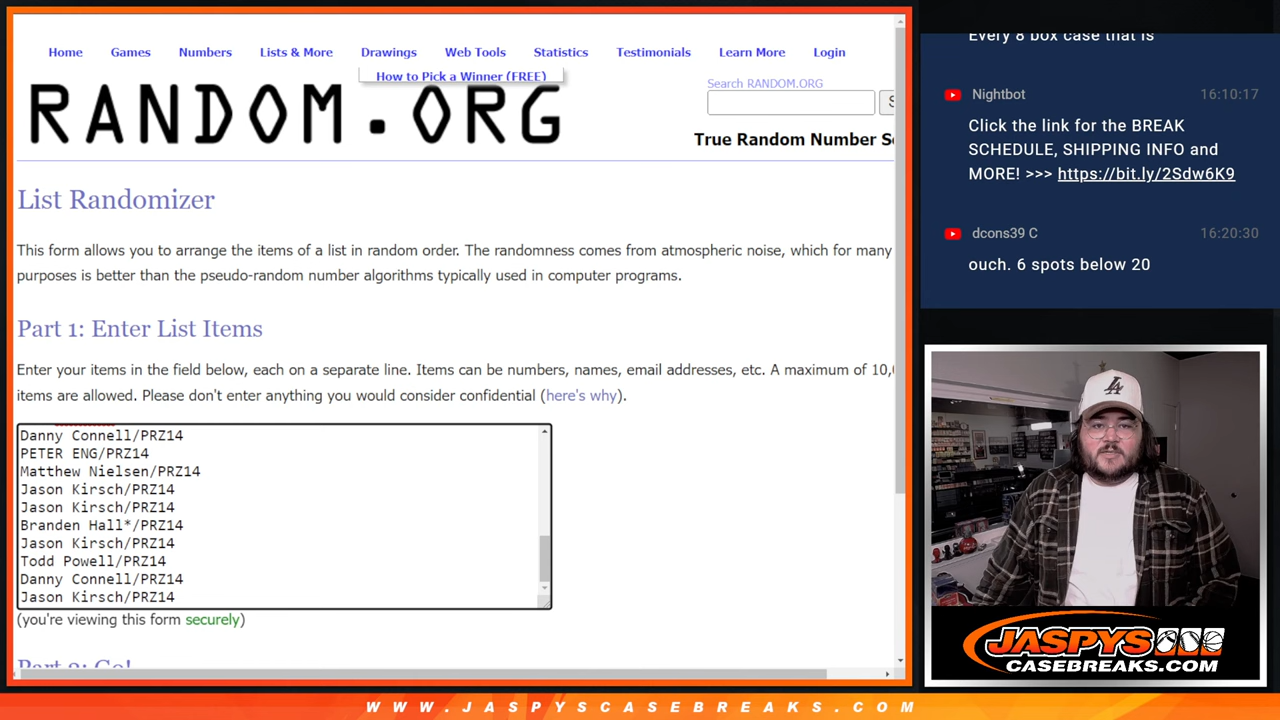 Home Games Numbers Lists & More Drawings Web Tools Statistics Testimonials Learn More Login
How to Pick a Winner (FREE)
RANDOM.ORG
Search RANDOM.ORG
S
True Random Number Se
List Randomizer
This form allows you to arrange the items of a list in random order. The randomness comes from atmospheric noise, which for many
purposes is better than the pseudo-random number algorithms typically used in computer programs.
Part 1: Enter List Items
Enter your items in the field below, each on a separate line. Items can be numbers, names, email addresses, etc. A maximum of 10,
items are allowed. Please don't enter anything you would consider confidential (here's why).
Danny Connell/PRZ14
PETER ENG/PRZ14
Matthew Nielsen/PRZ14
Jason Kirsch/PRZ14
Jason Kirsch/PRZ14
Branden Hall*/PRZ14
Jason Kirsch/PRZ14
Todd Powell/PRZ14
Danny Connell/PRZ14
Jason Kirsch/PRZ14
(you're viewing this form securely)
Part 2: Go!
Every 8 box case that is
Nightbot 16:10:17
Click the link for the BREAK
SCHEDULE, SHIPPING INFO and
MORE! >>> https://bit.ly/2Sdw6K9
dcons39 C 16:20:30
ouch. 6 spots below 20
JASPYS
CASEBREAKS.COM
WWW.JASPYSCASEBREAKS.COM